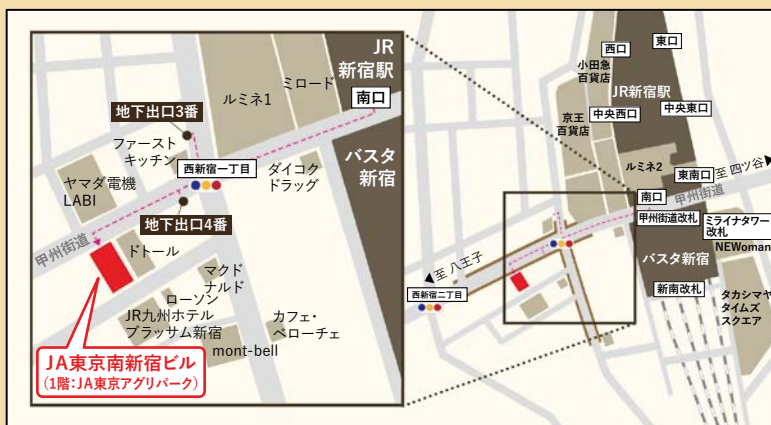 JR
新宿駅
南口
ミロード
ルミネ1
地下出口3番
ファースト
キッチン
西新宿一丁目
ダイコク
ドラッグ
バスタ
新宿
ヤマダ電機
LABI
地下出口4番
甲州街道
ドトール
マクド
ナルド
ローソン
JR九州ホテル
ブラッサム新宿
カフェ・
ベローチェ
mont-bell
JA東京南新宿ビル
(1階:JA東京アグリパーク)
西口
東口
小田急
百貨店
JR新宿駅
京王
百貨店
中央西口
中央東口
ルミネ2
東南口
至 四ツ谷▶
南口
甲州街道
甲州街道改札
ミライナタワー
改札
NEWoman
バスタ新宿
◀至 八王子
西新宿二丁目
新南改札
タカシマヤ
タイムズ
スクエア